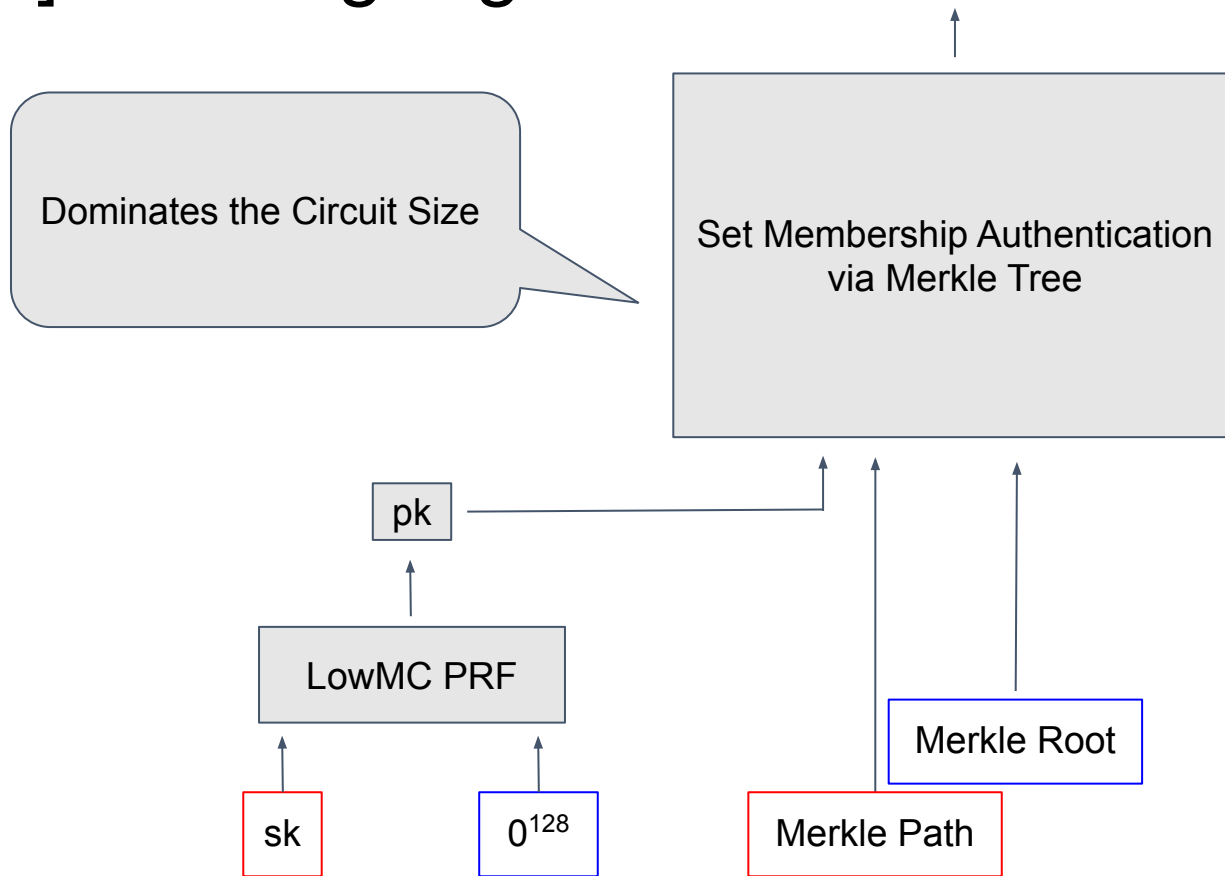 Dominates the Circuit Size
Set Membership Authentication
via Merkle Tree
pk
LowMC PRF
Merkle Root
sk
0¹²⁸
Merkle Path